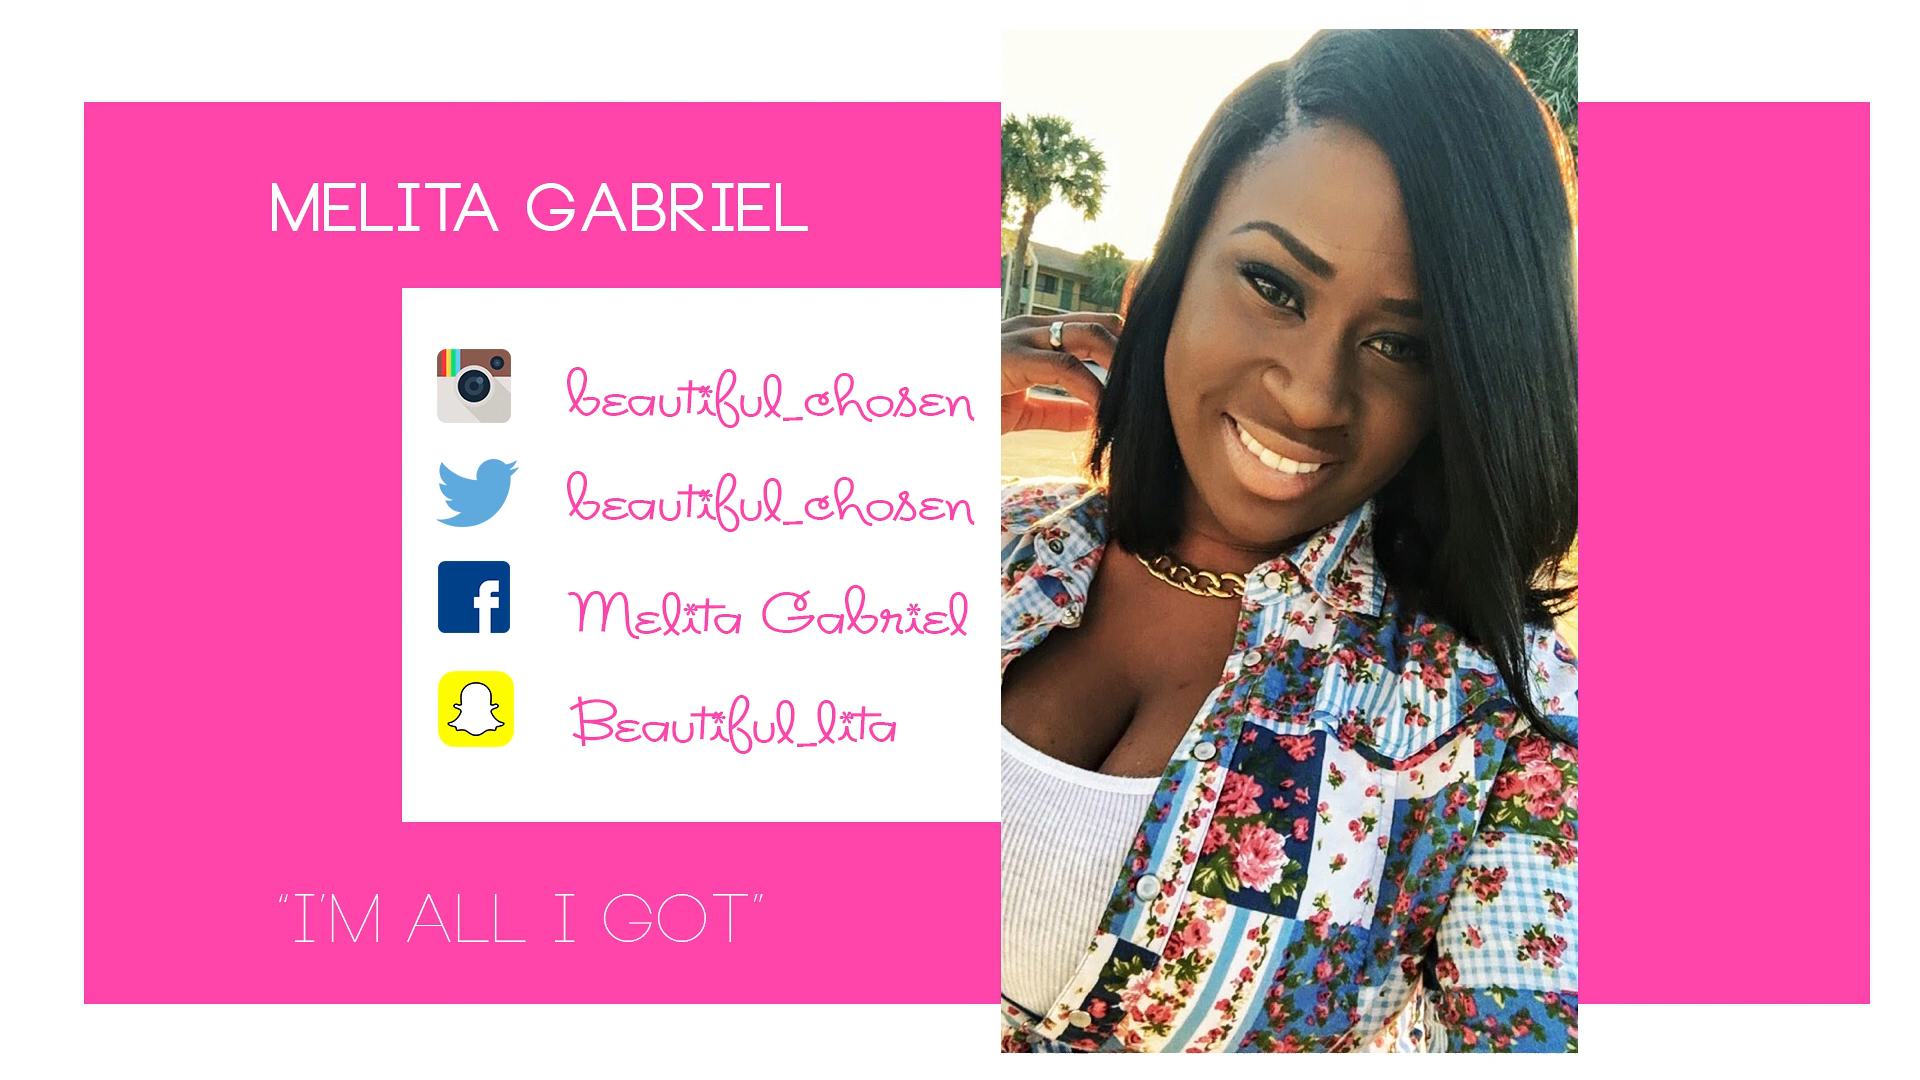 MELITA GABRIEL
beautiful_chosen
beautiful_chosen
Melita Gabriel
Beautiful_lita
"I'M ALL I GOT"